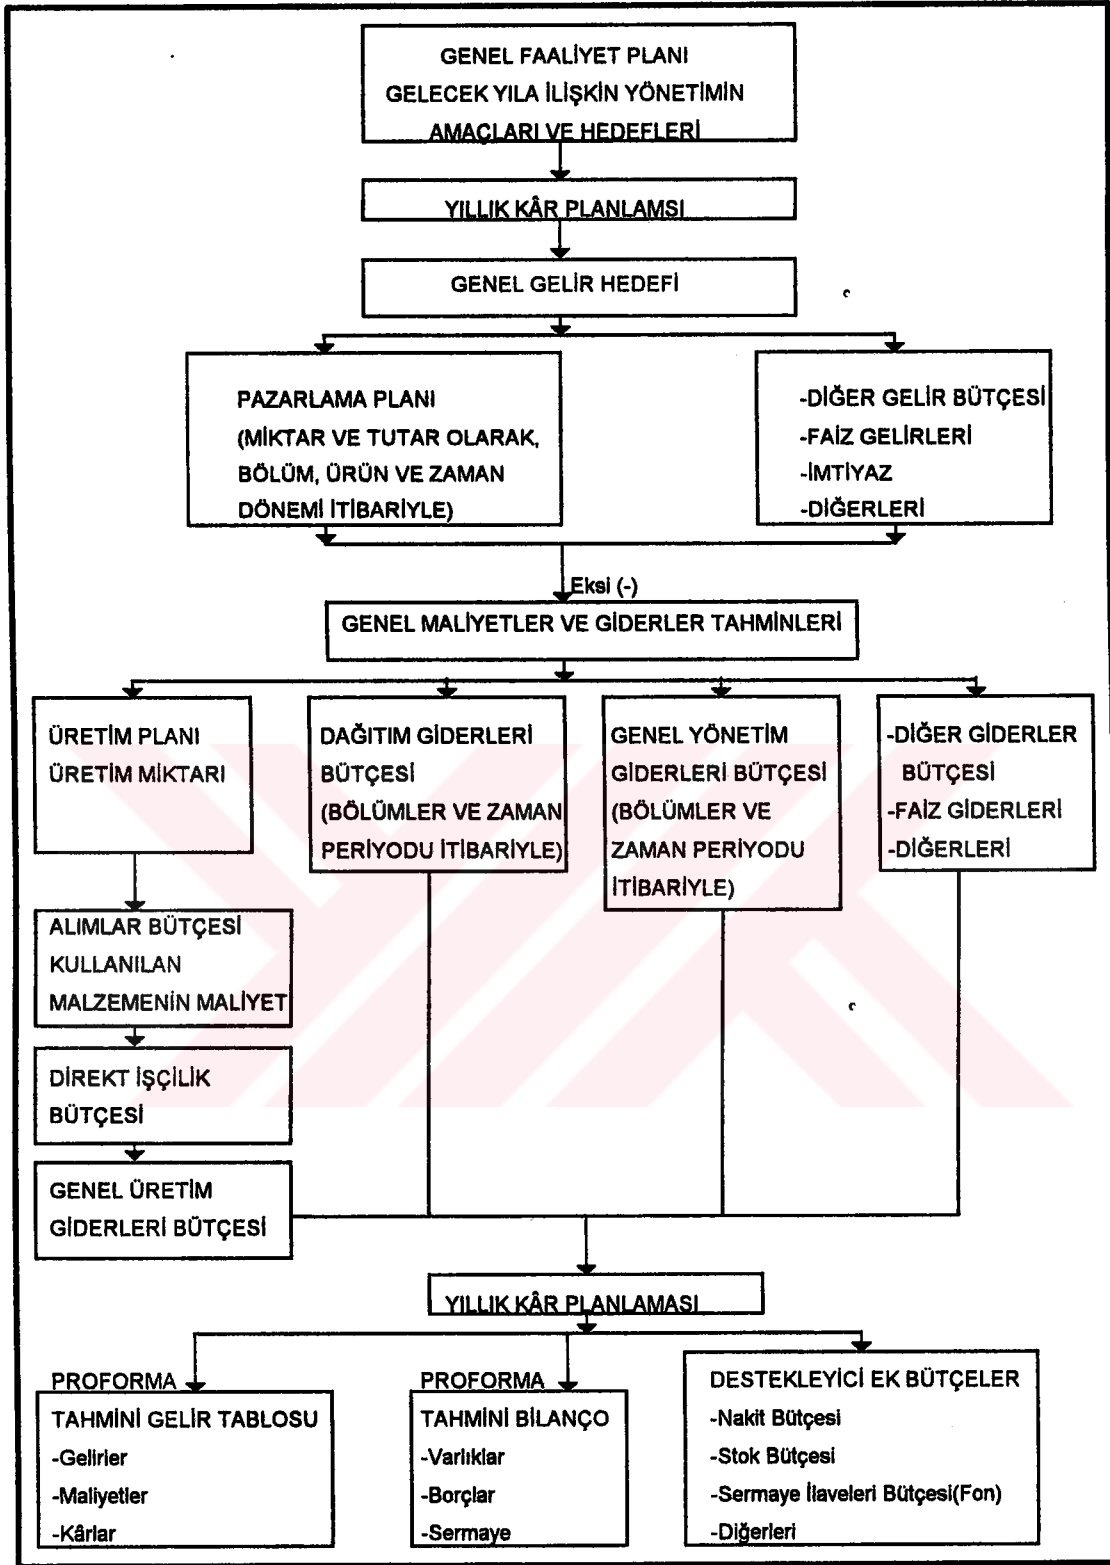 GENEL FAALİYET PLANI
GELECEK YILA İLİŞKİN YÖNETİMİN
AMAÇLARI VE HEDEFLERİ
YILLIK KÂR PLANLAMSI
GENEL GELİR HEDEFİ
PAZARLAMA PLANI
(MİKTAR VE TUTAR OLARAK,
BÖLÜM, ÜRÜN VE ZAMAN
DÖNEMİ İTİBARİYLE)
-DİĞER GELİR BÜTÇESİ
-FAİZ GELİRLERİ
-İMTİYAZ
-DİĞERLERİ
Eksi (-)
GENEL MALİYETLER VE GİDERLER TAHMİNLERİ
ÜRETİM PLANI
ÜRETİM MİKTARI
DAĞITIM GİDERLERİ
BÜTÇESİ
(BÖLÜMLER VE ZAMAN
PERİYODU İTİBARİYLE)
GENEL YÖNETİM
GİDERLERİ BÜTÇESİ
(BÖLÜMLER VE
ZAMAN PERİYODU
İTİBARİYLE)
-DİĞER GİDERLER
BÜTÇESİ
-FAİZ GİDERLERİ
-DİĞERLERİ
ALIMLAR BÜTÇESİ
KULLANILAN
MALZEMENİN MALİYET
DİREKT İŞÇİLİK
BÜTÇESİ
GENEL ÜRETİM
GİDERLERİ BÜTÇESİ
YILLIK KÂR PLANLAMASI
PROFORMA
TAHMİNİ GELİR TABLOSU
-Gelirler
-Maliyetler
-Kârlar
PROFORMA
TAHMİNİ BİLANÇO
-Varlıklar
-Borçlar
-Sermaye
DESTEKLEYİCİ EK BÜTÇELER
-Nakit Bütçesi
-Stok Bütçesi
-Sermaye İlaveleri Bütçesi(Fon)
-Diğerleri